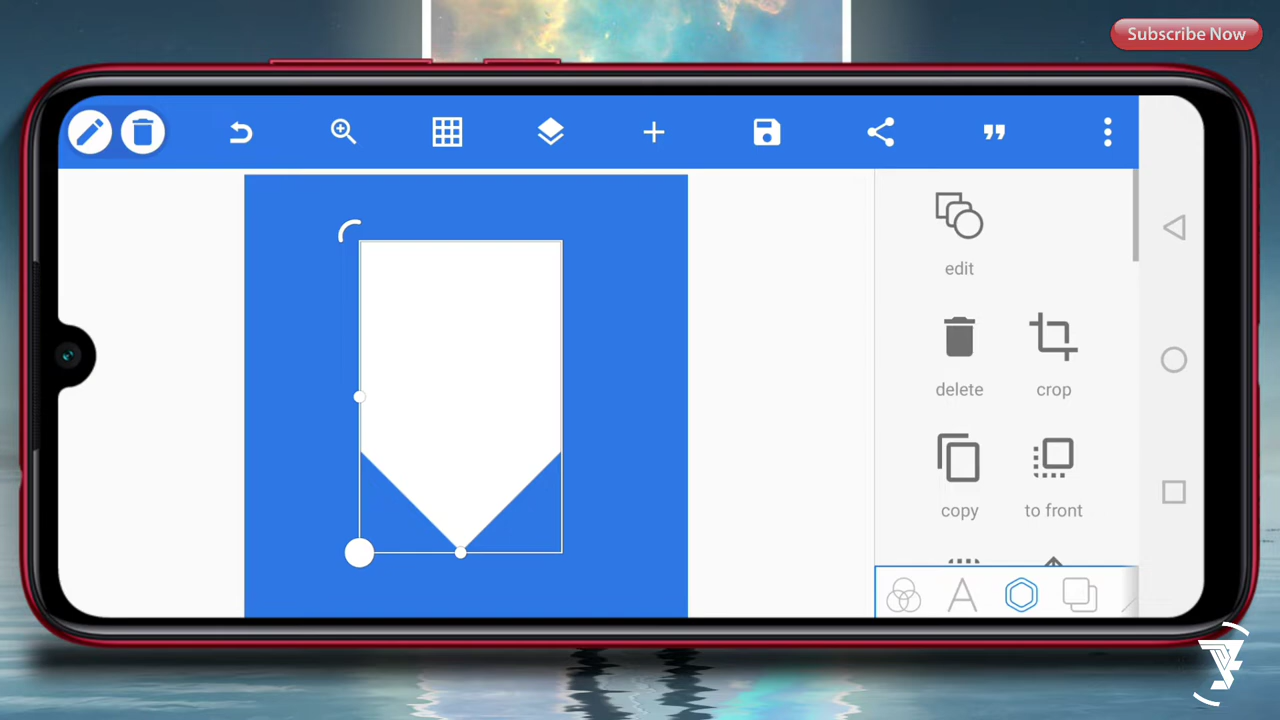 Subscribe Now
edit
delete
crop
copy
to front